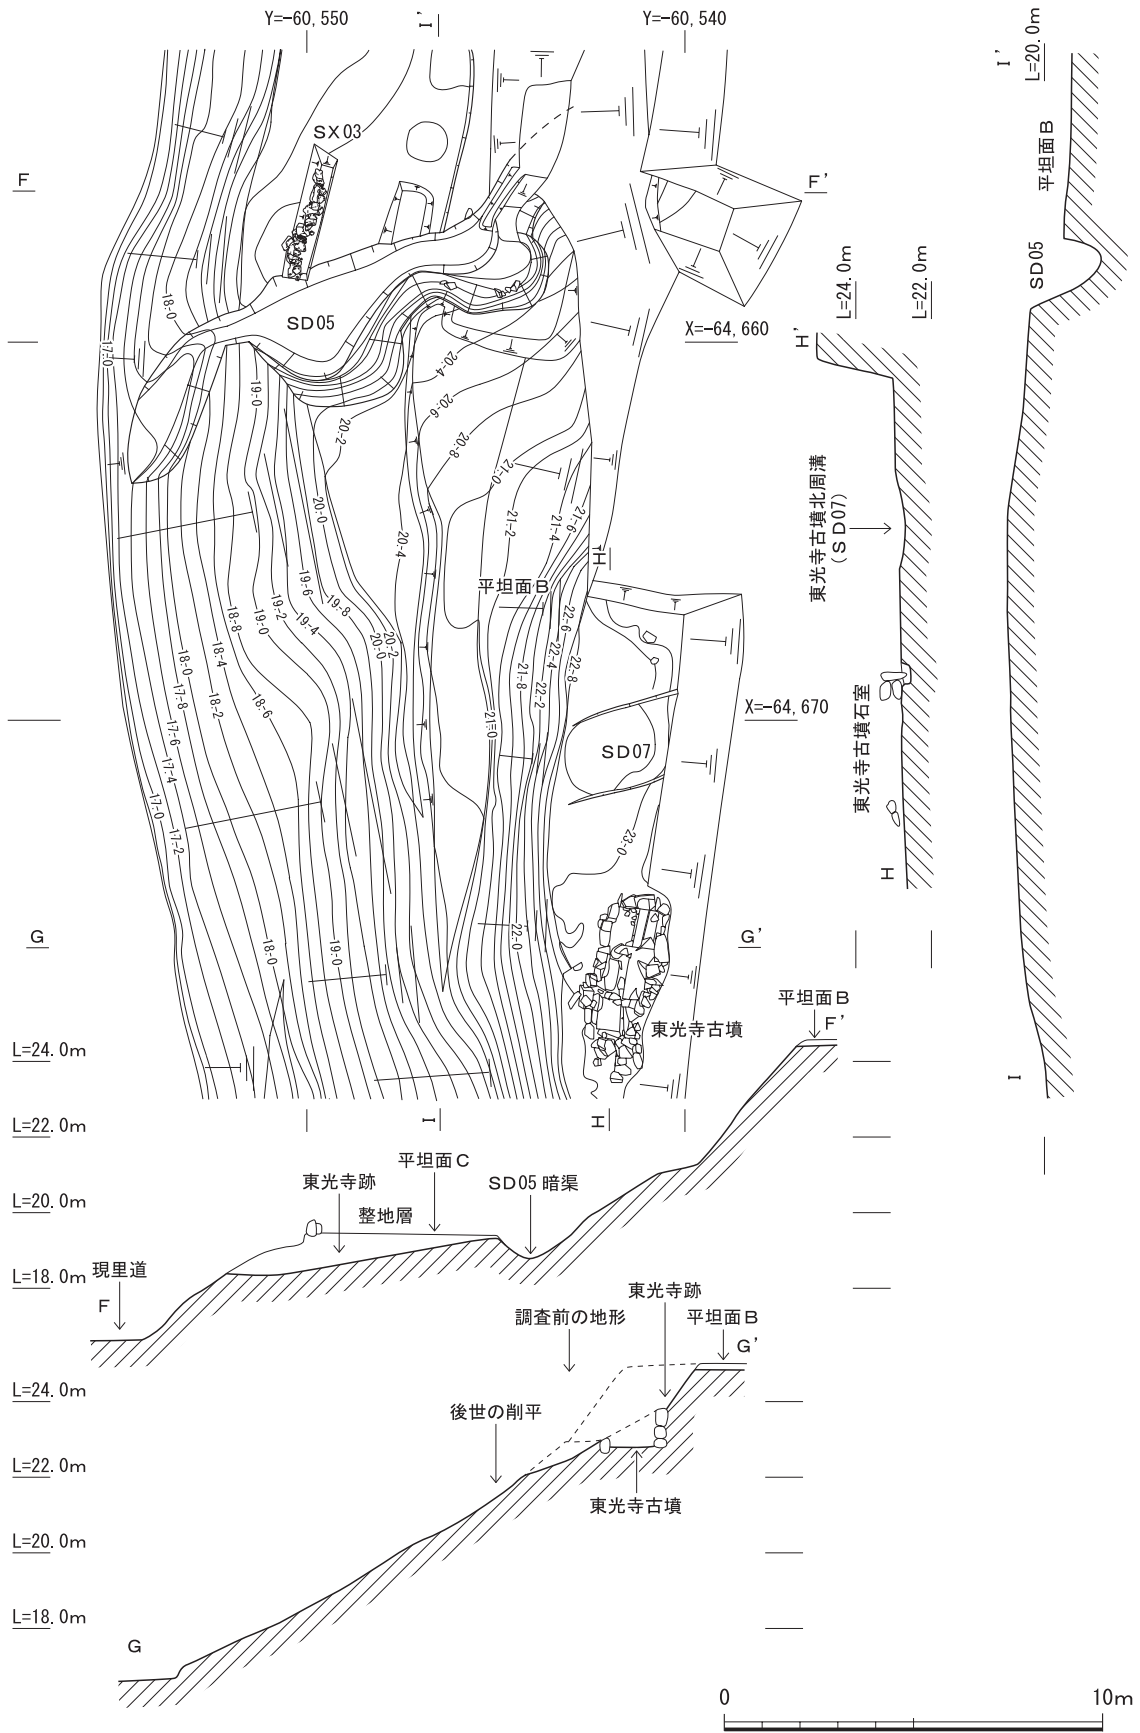 Y=-60,550
I'
Y=-60,540
I'
L=20.0m
SX03
平坦面B
F
F'
18-0
L=24.0m
L=22.0m
SD05
SD05
X=-64,660
H'
17-0
19-0
20-2
20-4
20-6
20-8
21-0
20-0
20-4
21-2
21-4
21-6
東光寺古墳北周溝
(SD07)
H
平坦面B
19-6
19-8
19-2
19-4
18-8
19-0
20-0
20-2
22-6
22-4
22-8
21-8
22-2
18-0
18-4
17-8
18-2
18-6
21-0
X=-64,670
17-6
17-4
SD07
東光寺古墳石室
17-0
17-2
23-0
H
G
22-0
G'
18-0
19-0
平坦面B
東光寺古墳
F'
L=24.0m
I
I
H
L=22.0m
平坦面C
東光寺跡
SD05 暗渠
L=20.0m
整地層
現里道
L=18.0m
F
東光寺跡
調査前の地形
平坦面B
G'
L=24.0m
後世の削平
L=22.0m
東光寺古墳
L=20.0m
L=18.0m
G
0
10m